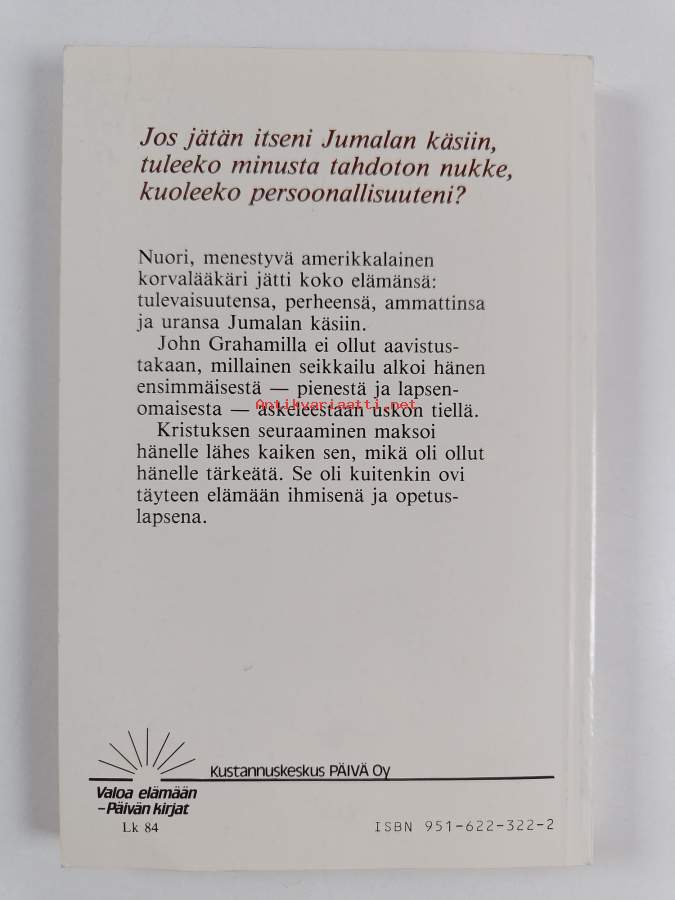 Jos jätän itseni Jumalan käsiin,
tuleeko minusta tahdoton nukke,
kuoleeko persoonallisuuteni?
Nuori, menestyvä amerikkalainen
korvalääkäri jätti koko elämänsä:
tulevaisuutensa, perheensä, ammattinsa
ja uransa Jumalan käsiin.
John Grahamilla ei ollut aavistus-
takaan, millainen seikkailu alkoi hänen
ensimmäisestä — pienestä ja lapsen-
omaisesta — askeleestaan uskon tiellä.
Antikvariaatti.net
Kristuksen seuraaminen maksoi
hänelle lähes kaiken sen, mikä oli ollut
hänelle tärkeätä. Se oli kuitenkin ovi
täyteen elämään ihmisenä ja opetus-
lapsena.
Kustannuskeskus PÄIVÄ Oy
Valoa elämään
–Päivän kirjat
Lk 84
ISBN 951-622-322-2